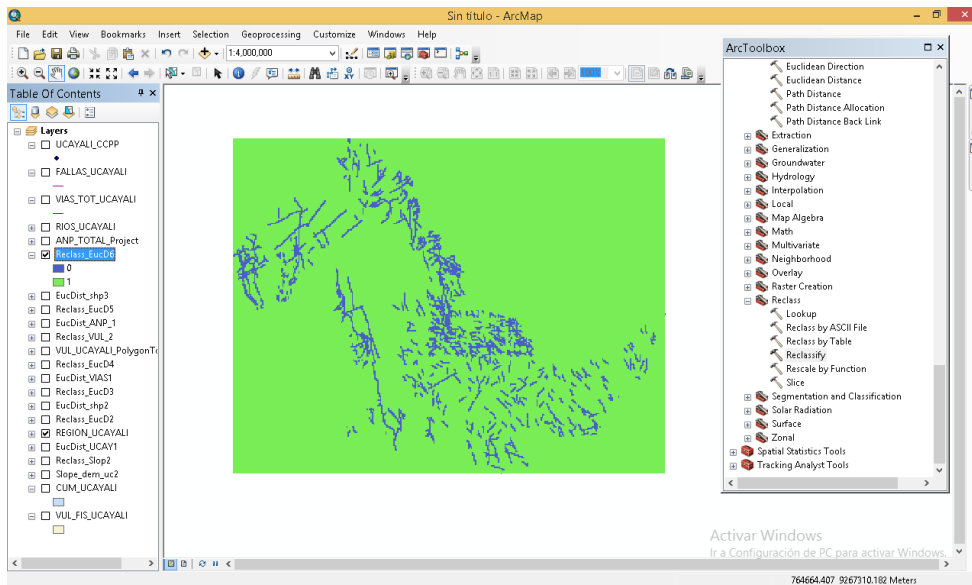 Sin título - ArcMap
File Edit View Bookmarks Insert Selection Geoprocessing Customize Windows Help
1:4,000,000
Table Of Contents
Layers
UCAYALI_CCPP
FALLAS_UCAYALI
VIAS_TOT_UCAYALI
RIOS_UCAYALI
ANP_TOTAL_Project
Reclass_EucD6
0
1
EucDist_shp3
Reclass_EucD5
EucDist_ANP_1
Reclass_VUL_2
VUL_UCAYALI_PolygonT
Reclass_EucD4
EucDist_VIAS1
Reclass_EucD3
EucDist_shp2
Reclass_EucD2
REGION_UCAYALI
EucDist_UCAY1
Reclass_Slop2
Slope_dem_uc2
CUM_UCAYALI
VUL_FIS_UCAYALI
ArcToolbox
Euclidean Direction
Euclidean Distance
Path Distance
Path Distance Allocation
Path Distance Back Link
Extraction
Generalization
Groundwater
Hydrology
Interpolation
Local
Map Algebra
Math
Multivariate
Neighborhood
Overlay
Raster Creation
Reclass
Lookup
Reclass by ASCII File
Reclass by Table
Reclassify
Rescale by Function
Slice
Segmentation and Classification
Solar Radiation
Surface
Zonal
Spatial Statistics Tools
Tracking Analyst Tools
Activar Windows
Ir a Configuración de PC para activar Windows.
764664.407 9267310.182 Meters